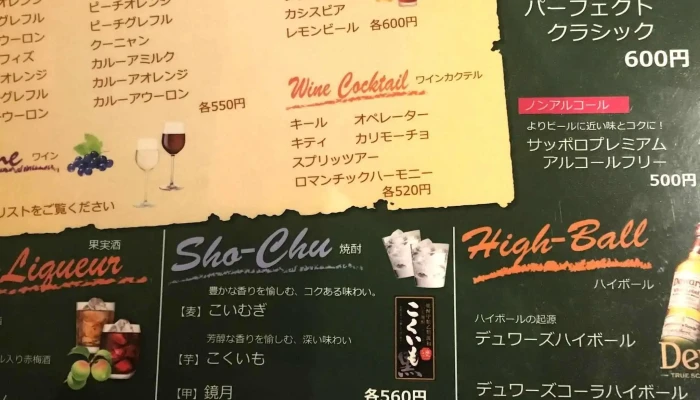 グレフル
ウーロン
フィズ
オレンジ
グレフル
ウーロン
ピーチオレンジ
ピーチグレフル
クーニャン
カルーアミルク
カルーアオレンジ
カルーアウーロン
各550円
カシスビア
レモンビール 各600円
Wine Cocktail ワインカクテル
キール オペレーター
キティ カリモーチョ
スプリッツアー
ロマンチックハーモニー
各520円
パーフェクト
クラシック
600円
ノンアルコール
よりビールに近い味とコクに！
サッポロプレミアム
アルコールフリー
500円
ワイン
リストをご覧ください
果実酒
Liqueur
ル入り赤梅酒
Sho-Chu 焼酎
豊かな香りを愉しむ、コクある味わい。
【麦】こいむぎ
芳醇な香りを愉しむ、深い味わい
【芋】こくいも
【甲】鏡月
各560円
こくいも
黒
High-Ball
ハイボール
ハイボールの起源
デュワーズハイボール
デュワーズコーラハイボール
De
TRUE SC